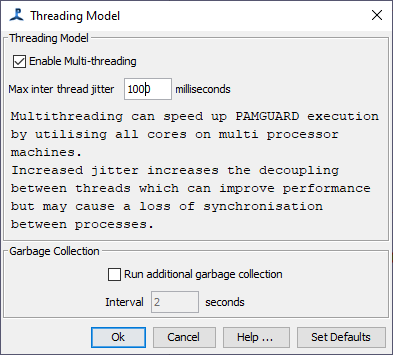 Threading Model
Threading Model
Enable Multi-threading
Max inter thread jitter 1000 milliseconds
Multithreading can speed up PAMGUARD execution
by utilising all cores on multi processor
machines.
Increased jitter increases the decoupling
between threads which can improve performance
but may cause a loss of synchronisation
between processes.
Garbage Collection
Run additional garbage collection
Interval 2 seconds
Ok Cancel Help ... Set Defaults